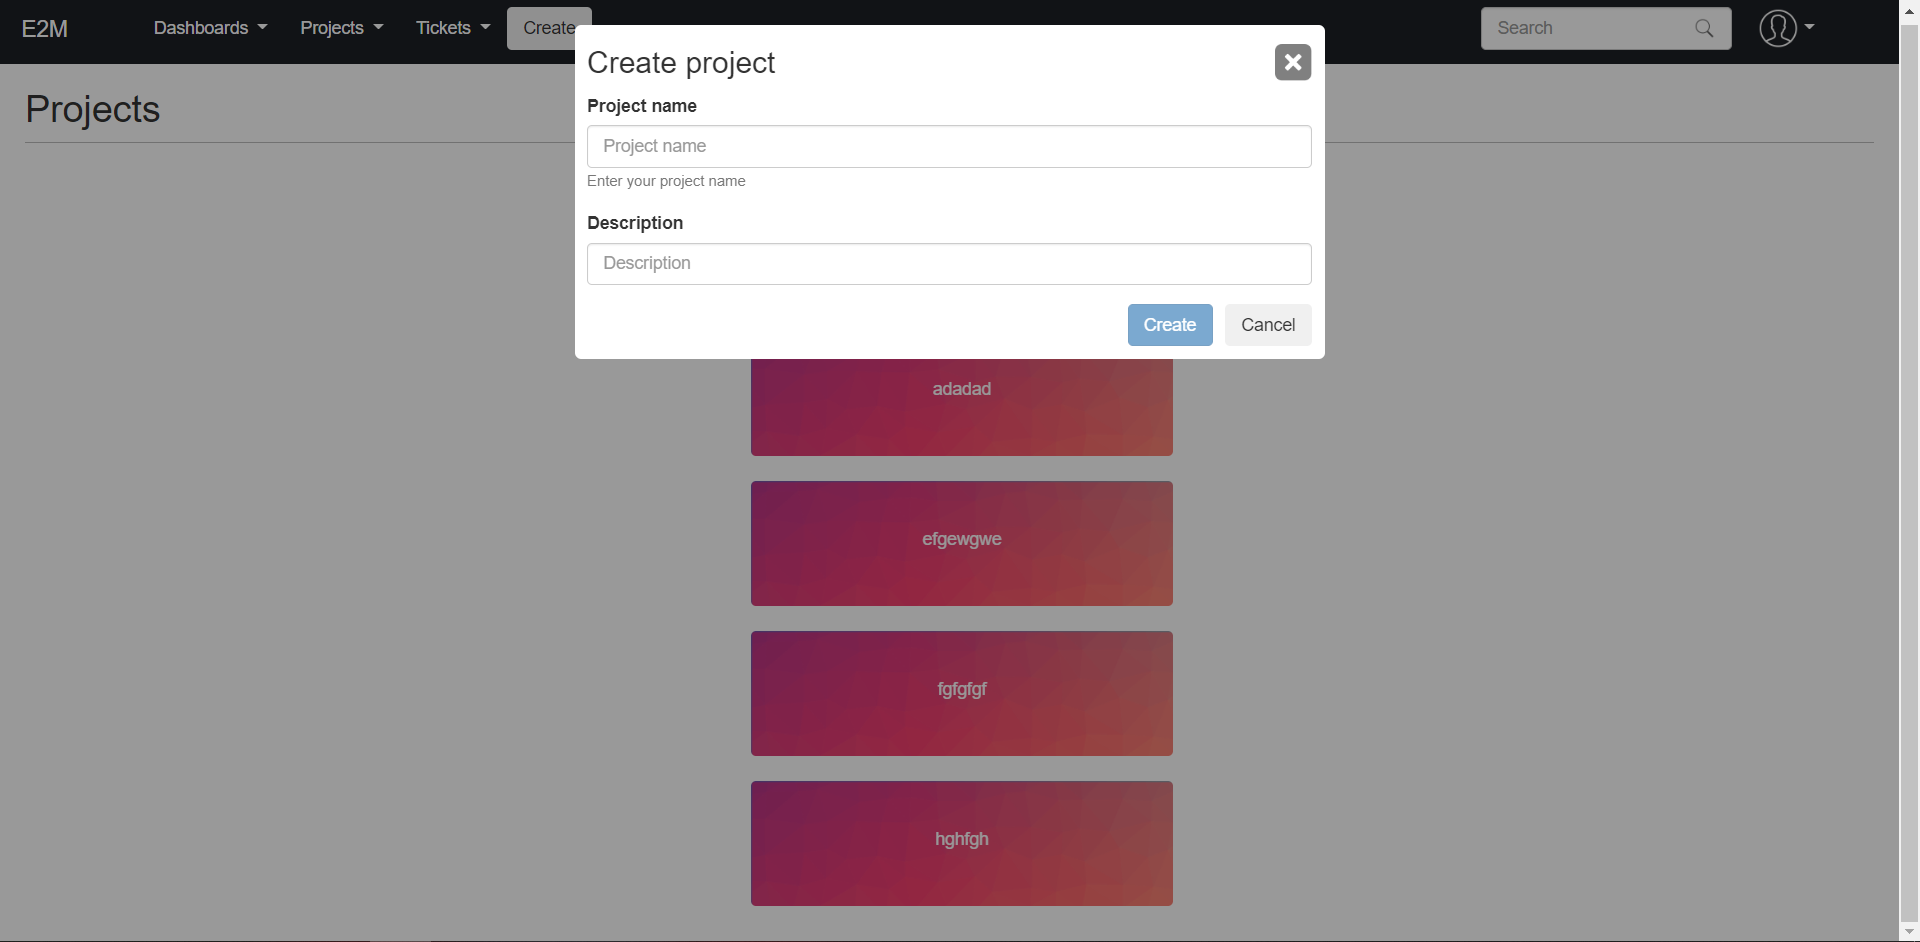 E2M
Dashboards
Projects
Tickets
Create
Search
Projects
Create project
Project name
Project name
Enter your project name
Description
Description
Create
Cancel
adadad
efgewgwe
fgfgfgf
hghfgh